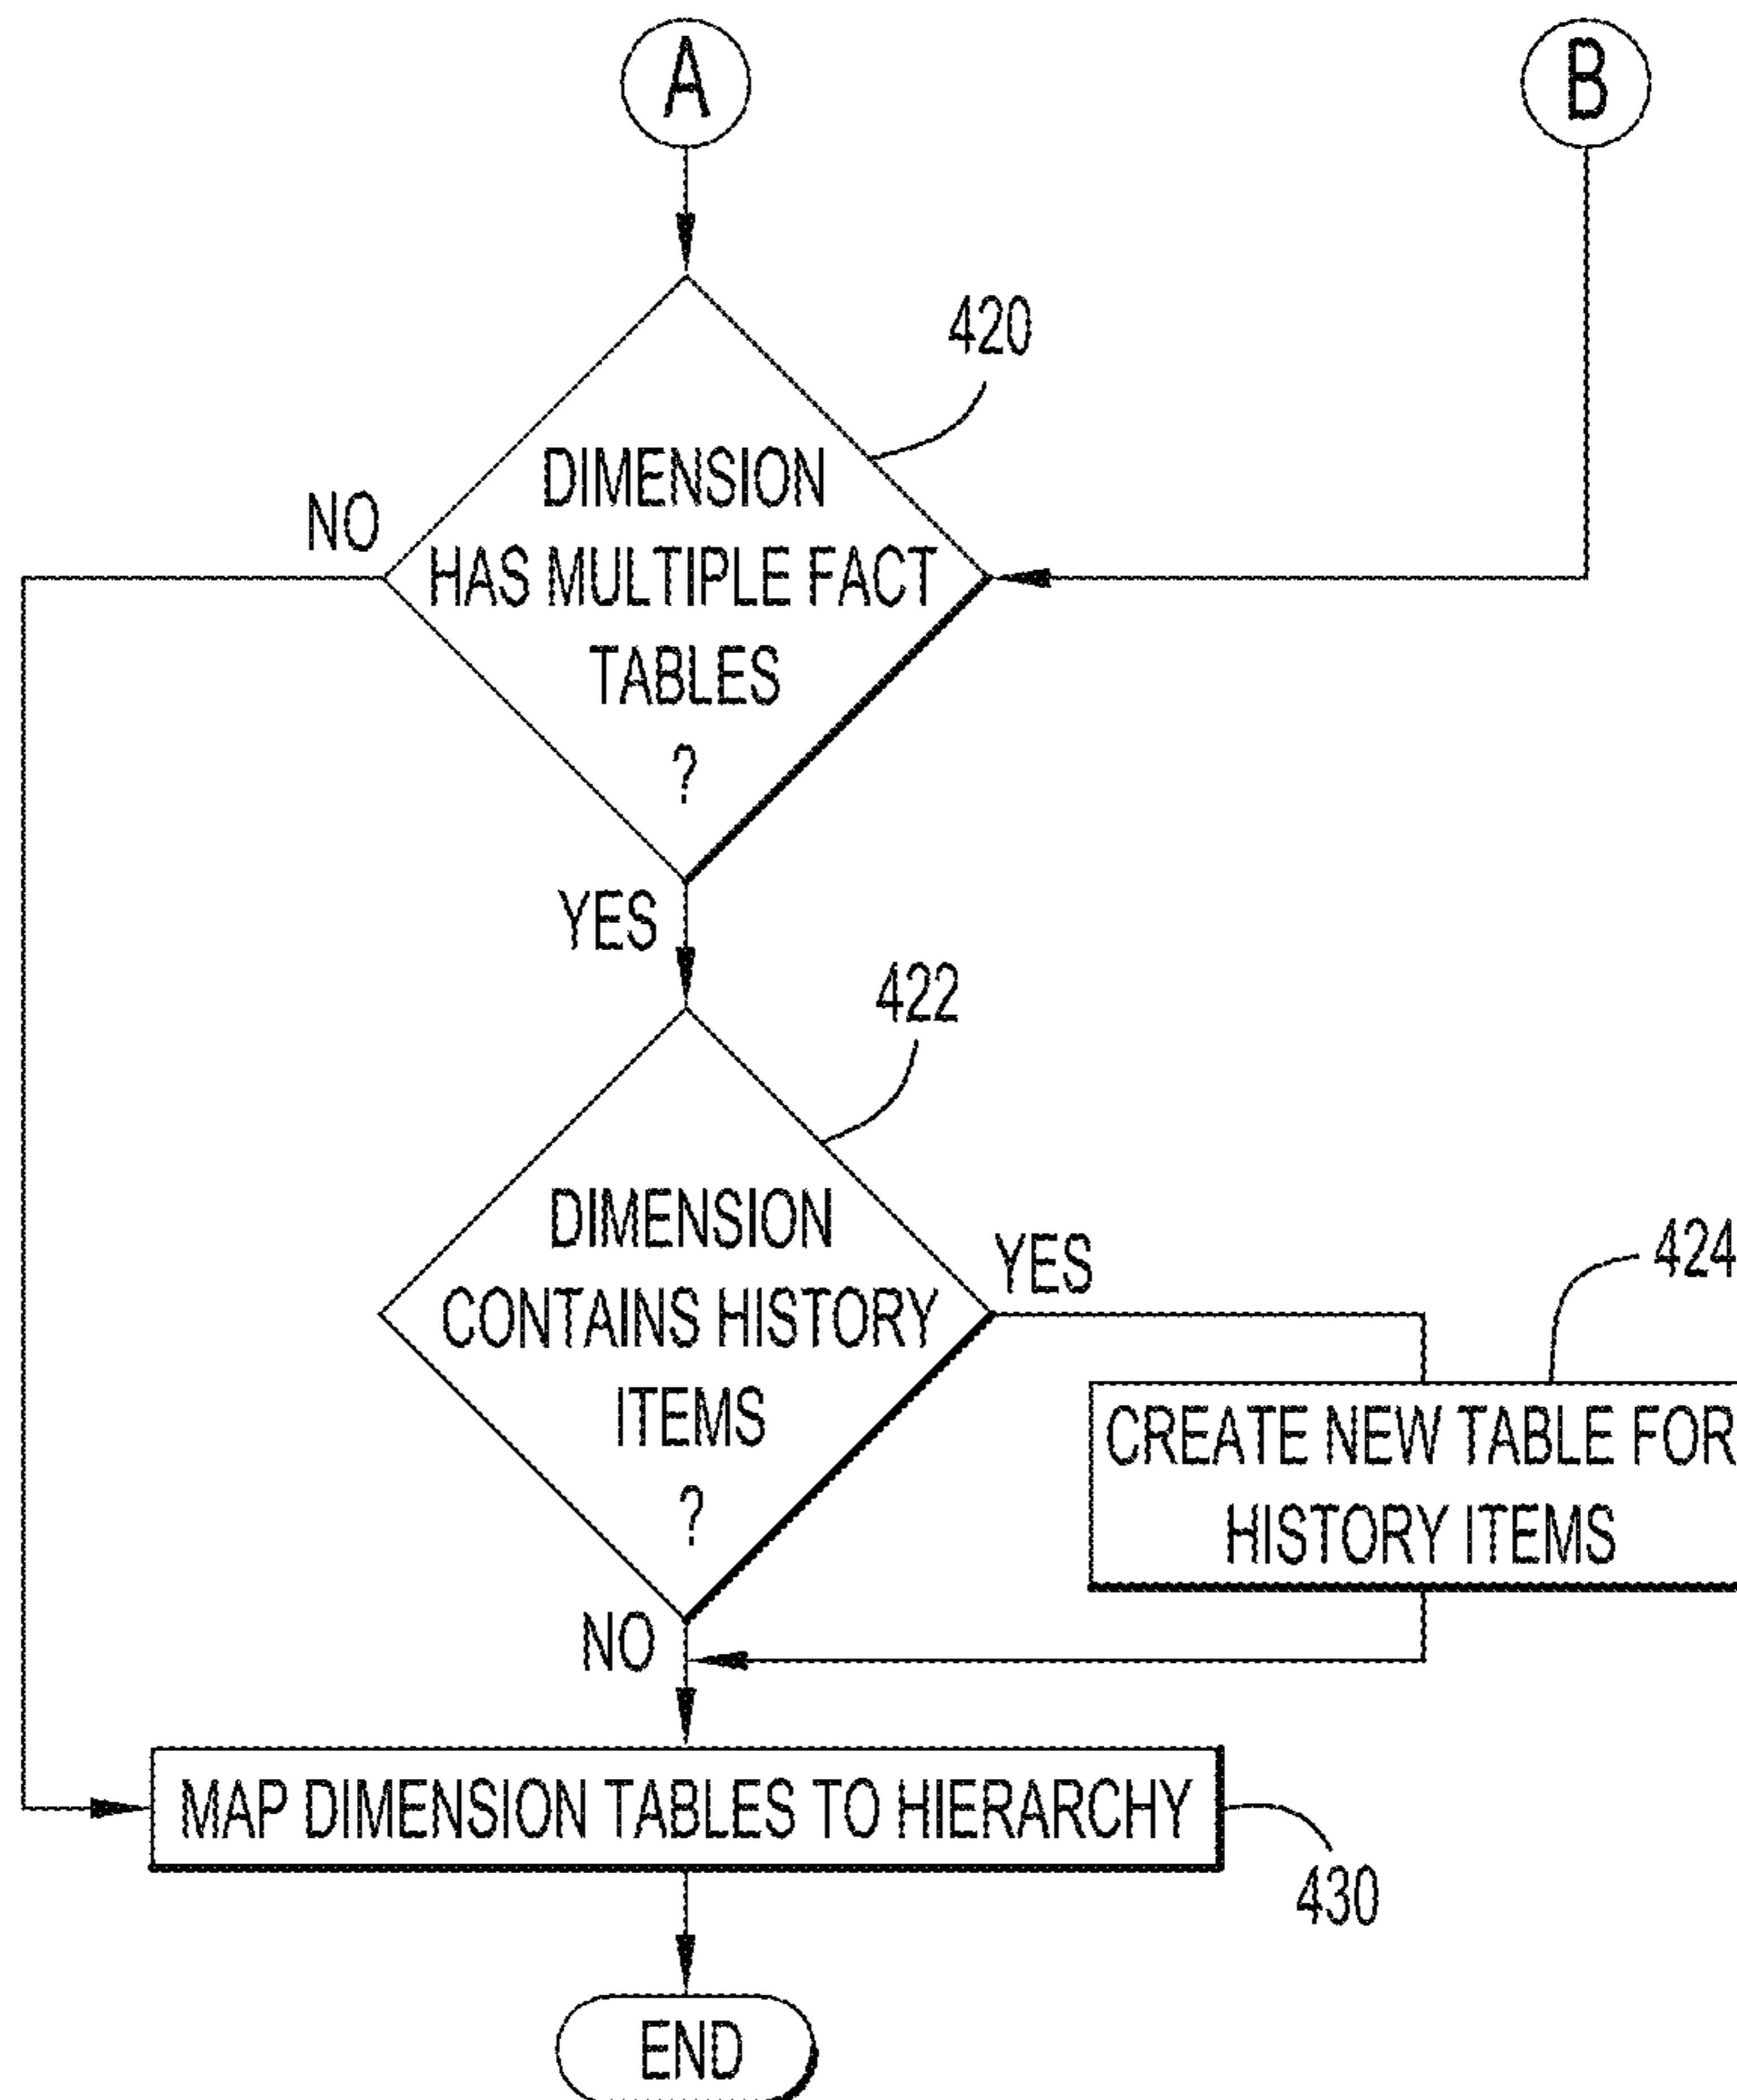 A
B
420
DIMENSION
HAS MULTIPLE FACT
TABLES
?
NO
YES
422
DIMENSION
CONTAINS HISTORY
ITEMS
?
YES
424
CREATE NEW TABLE FOR
HISTORY ITEMS
NO
MAP DIMENSION TABLES TO HIERARCHY
430
END